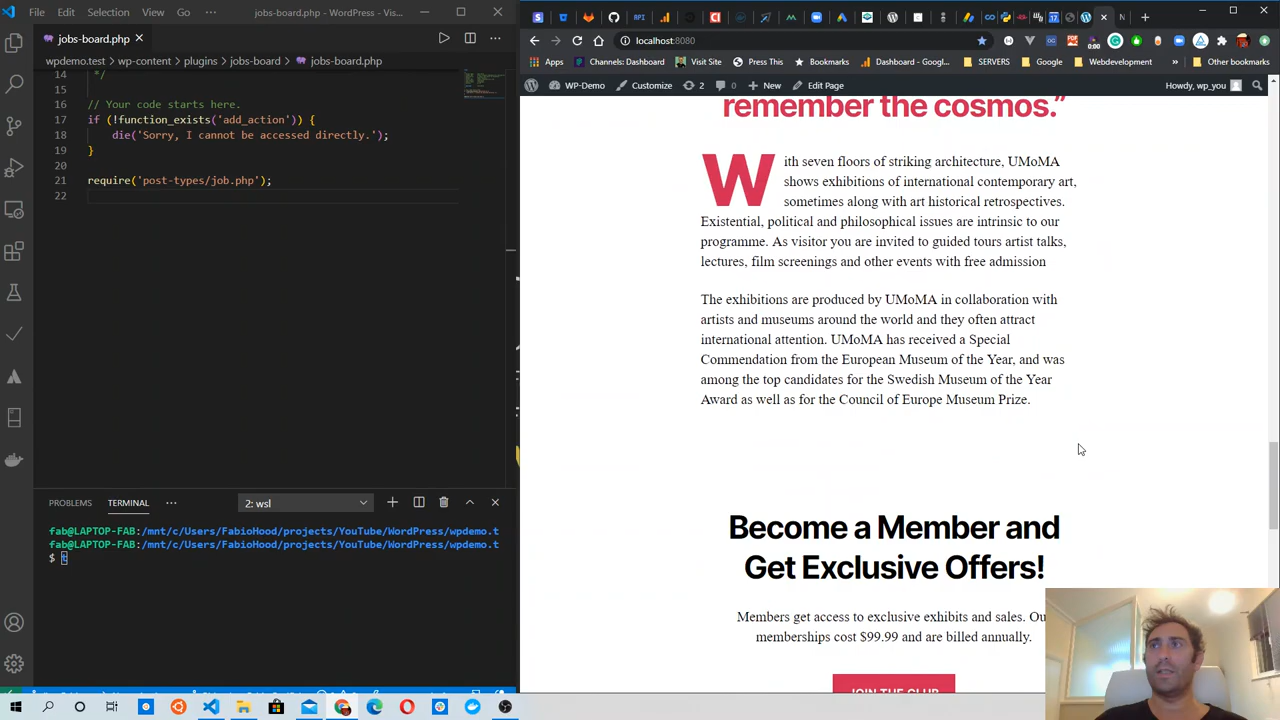 File Edit Selection View Go ··· jobs-board.php - WordPress - Vis...
jobs-board.php
wpdemo.test > wp-content > plugins > jobs-board > jobs-board.php
14 */
15
16 // Your code starts here.
17 if (!function_exists('add_action')) {
18 die('Sorry, I cannot be accessed directly.');
19 }
20
21 require('post-types/job.php');
22
PROBLEMS TERMINAL ··· 2: wsl
fab@LAPTOP-FAB:/mnt/c/Users/FabioHood/projects/YouTube/WordPress/wpdemo.t
fab@LAPTOP-FAB:/mnt/c/Users/FabioHood/projects/YouTube/WordPress/wpdemo.t
$
localhost:8080
Apps Channels: Dashboard Visit Site Press This Bookmarks Dashboard - Googl... SERVERS Google Webdevelopment » Other bookmarks
WP-Demo Customize 2 0 New Edit Page Howdy, wp_you
remember the cosmos.”
With seven floors of striking architecture, UMoMA
shows exhibitions of international contemporary art,
sometimes along with art historical retrospectives.
Existential, political and philosophical issues are intrinsic to our
programme. As visitor you are invited to guided tours artist talks,
lectures, film screenings and other events with free admission
The exhibitions are produced by UMoMA in collaboration with
artists and museums around the world and they often attract
international attention. UMoMA has received a Special
Commendation from the European Museum of the Year, and was
among the top candidates for the Swedish Museum of the Year
Award as well as for the Council of Europe Museum Prize.
Become a Member and
Get Exclusive Offers!
Members get access to exclusive exhibits and sales. Ou
memberships cost $99.99 and are billed annually.
JOIN THE CLUB